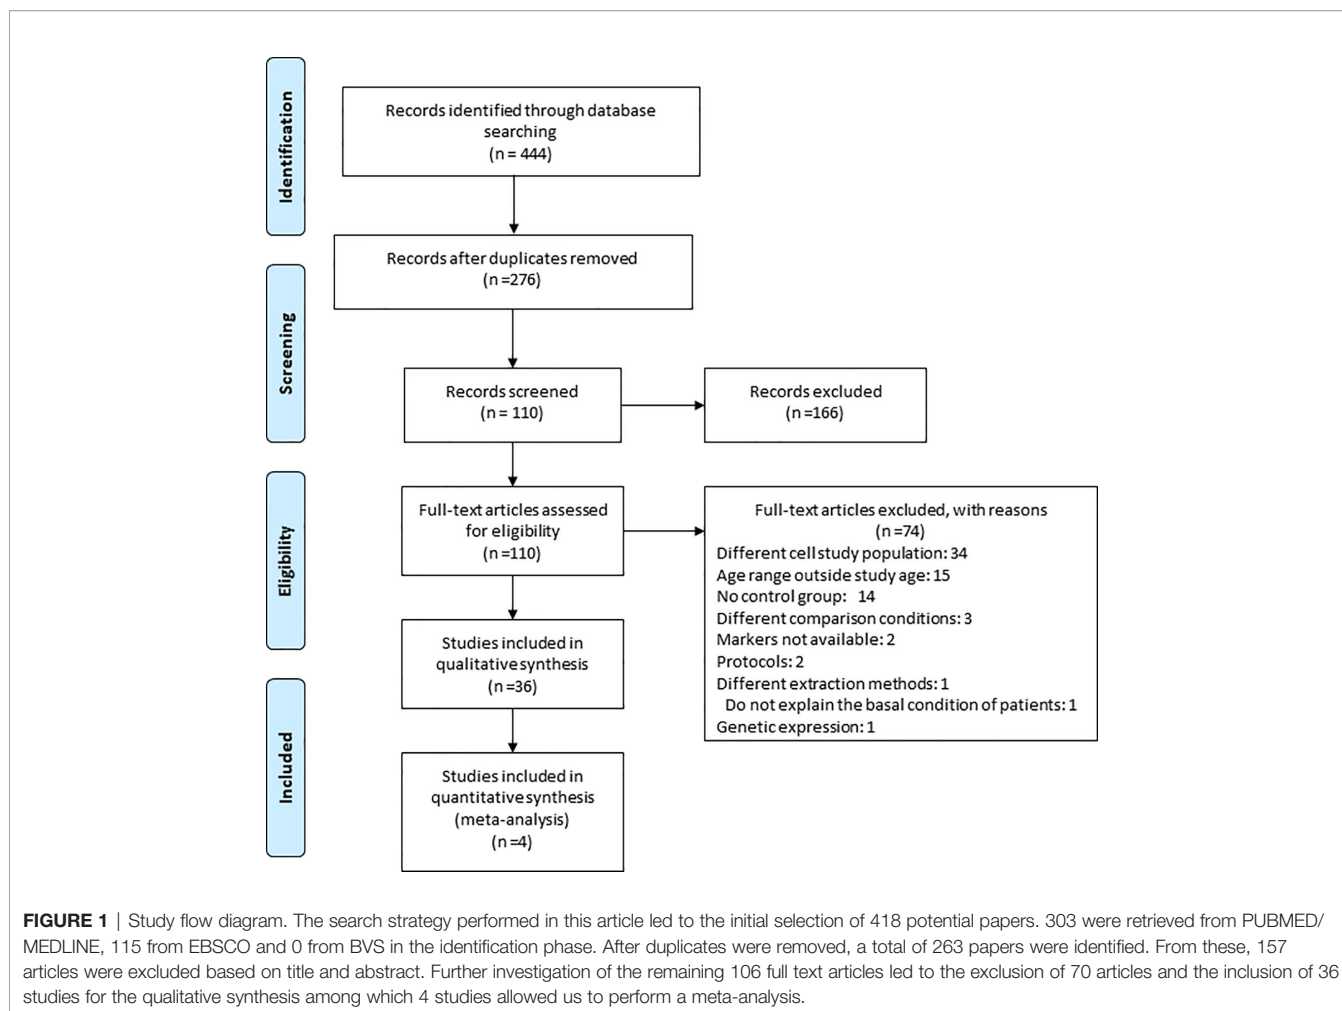 Identification
Records identified through database
searching
(n = 444)
Records after duplicates removed
(n =276)
Screening
Records screened
(n = 110)
Records excluded
(n =166)
Eligibility
Full-text articles assessed
for eligibility
(n =110)
Full-text articles excluded, with reasons
(n =74)
Different cell study population: 34
Age range outside study age: 15
No control group: 14
Different comparison conditions: 3
Markers not available: 2
Protocols: 2
Different extraction methods: 1
Do not explain the basal condition of patients: 1
Genetic expression: 1
Studies included in
qualitative synthesis
(n =36)
Included
Studies included in
quantitative synthesis
(meta-analysis)
(n =4)
FIGURE 1 | Study flow diagram. The search strategy performed in this article led to the initial selection of 418 potential papers. 303 were retrieved from PUBMED/
MEDLINE, 115 from EBSCO and 0 from BVS in the identification phase. After duplicates were removed, a total of 263 papers were identified. From these, 157
articles were excluded based on title and abstract. Further investigation of the remaining 106 full text articles led to the exclusion of 70 articles and the inclusion of 36
studies for the qualitative synthesis among which 4 studies allowed us to perform a meta-analysis.